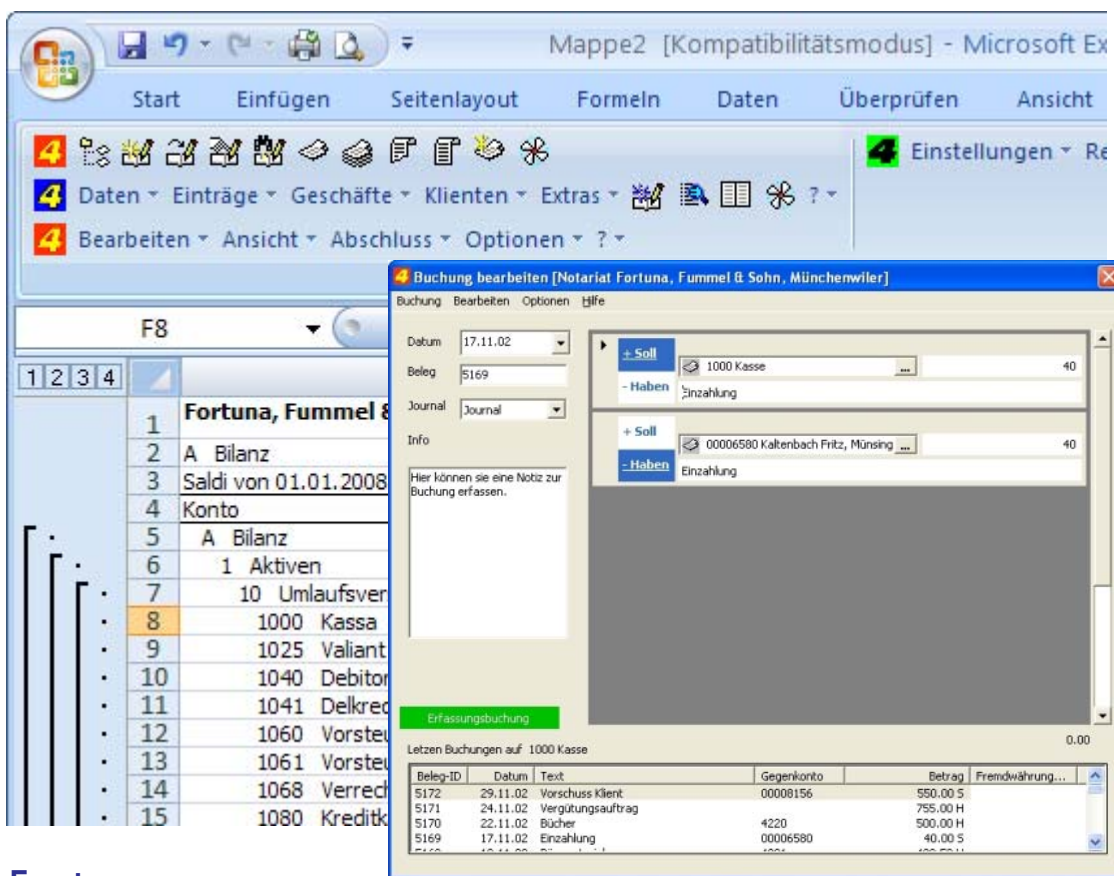 Mappe2 [Kompatibilitätsmodus] - Microsoft Ex
Start Einfügen Seitenlayout Formeln Daten Überprüfen Ansicht
4 4 Einstellungen Re
4 Daten Einträge Geschäfte Klienten Extras ?
4 Bearbeiten Ansicht Abschluss Optionen ?
F8
1 2 3 4
1 Fortuna, Fummel &
2 A Bilanz
3 Saldi von 01.01.2008
4 Konto
5 A Bilanz
6 1 Aktiven
7 10 Umlaufsver
8 1000 Kassa
9 1025 Valiant
10 1040 Debitor
11 1041 Delkred
12 1060 Vorsteu
13 1061 Vorsteu
14 1068 Verrech
15 1080 Kreditk
4 Buchung bearbeiten [Notariat Fortuna, Fummel & Sohn, Münchenwiler]
Buchung Bearbeiten Optionen Hilfe
Datum 17.11.02
Beleg 5169
Journal Journal
Info
Hier können sie eine Notiz zur
Buchung erfassen.
+ Soll
1000 Kasse ... 40
- Haben
Einzahlung
+ Soll
00006580 Kaltenbach Fritz, Münsing ... 40
- Haben
Einzahlung
Erfassungsbuchung
0.00
Letzen Buchungen auf 1000 Kasse
Beleg-ID Datum Text Gegenkonto Betrag Fremdwährung...
5172 29.11.02 Vorschuss Klient 00008156 550.00 S
5171 24.11.02 Vergütungsauftrag 755.00 H
5170 22.11.02 Bücher 4220 500.00 H
5169 17.11.02 Einzahlung 00006580 40.00 S